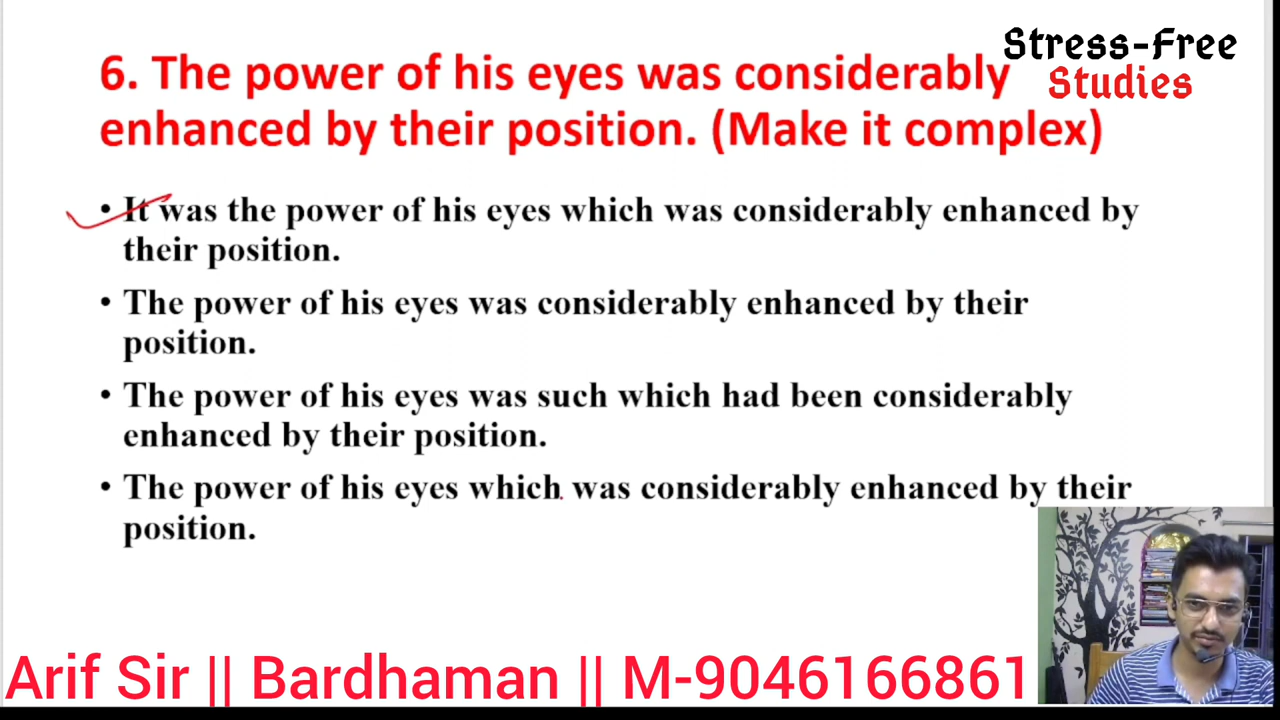 Stress-Free
Studies
6. The power of his eyes was considerably
enhanced by their position. (Make it complex)
• It was the power of his eyes which was considerably enhanced by
their position.
• The power of his eyes was considerably enhanced by their
position.
• The power of his eyes was such which had been considerably
enhanced by their position.
• The power of his eyes which was considerably enhanced by their
position.
Arif Sir || Bardhaman || M-9046166861